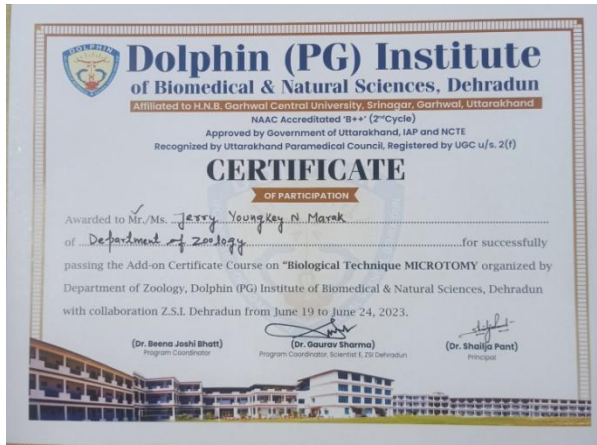 DOLPHIN
Dolphin (PG) Institute
of Biomedical & Natural Sciences, Dehradun
Affiliated to H.N.B. Garhwal Central University, Srinagar, Garhwal, Uttarakhand
NAAC Accreditated 'B++' (2ndCycle)
Approved by Government of Uttarakhand, IAP and NCTE
Recognized by Uttarakhand Paramedical Council, Registered by UGC u/s. 2(f)
CERTIFICATE
OF PARTICIPATION
Awarded to Mr./Ms. Jerry Youngkey N Marak
of Department of Zoology for successfully
passing the Add-on Certificate Course on "Biological Technique MICROTOMY organized by
Department of Zoology, Dolphin (PG) Institute of Biomedical & Natural Sciences, Dehradun
with collaboration Z.S.I. Dehradun from June 19 to June 24, 2023.
(Dr. Beena Joshi Bhatt)
Program Coordinator
(Dr. Gaurav Sharma)
Program Coordinator, Scientist E, ZSI Dehradun
(Dr. Shailja Pant)
Principal